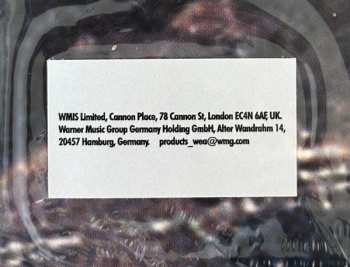 WMIS Limited, Cannon Place, 78 Cannon St, London EC4N 6AF, UK.
Warner Music Group Germany Holding GmbH, Alter Wandrahm 14,
20457 Hamburg, Germany. products_wea@wmg.com